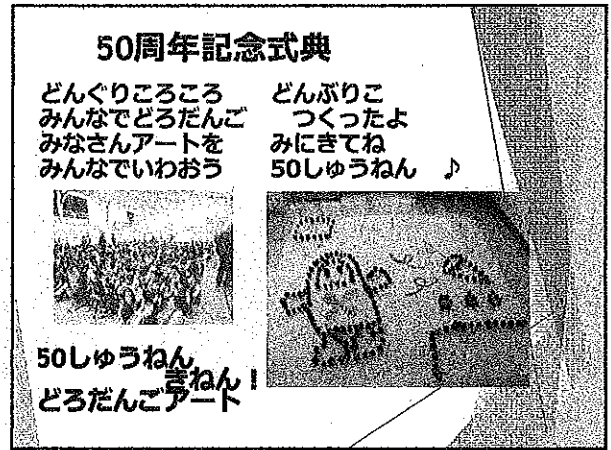 50周年記念式典
どんぐりころころ　どんぶりこ
みんなでどろだんご　つくったよ
みなさんアートを　みにきてね
みんなでいわおう　50しゅうねん　♪
50しゅうねん
きねん！
どろだんごアート